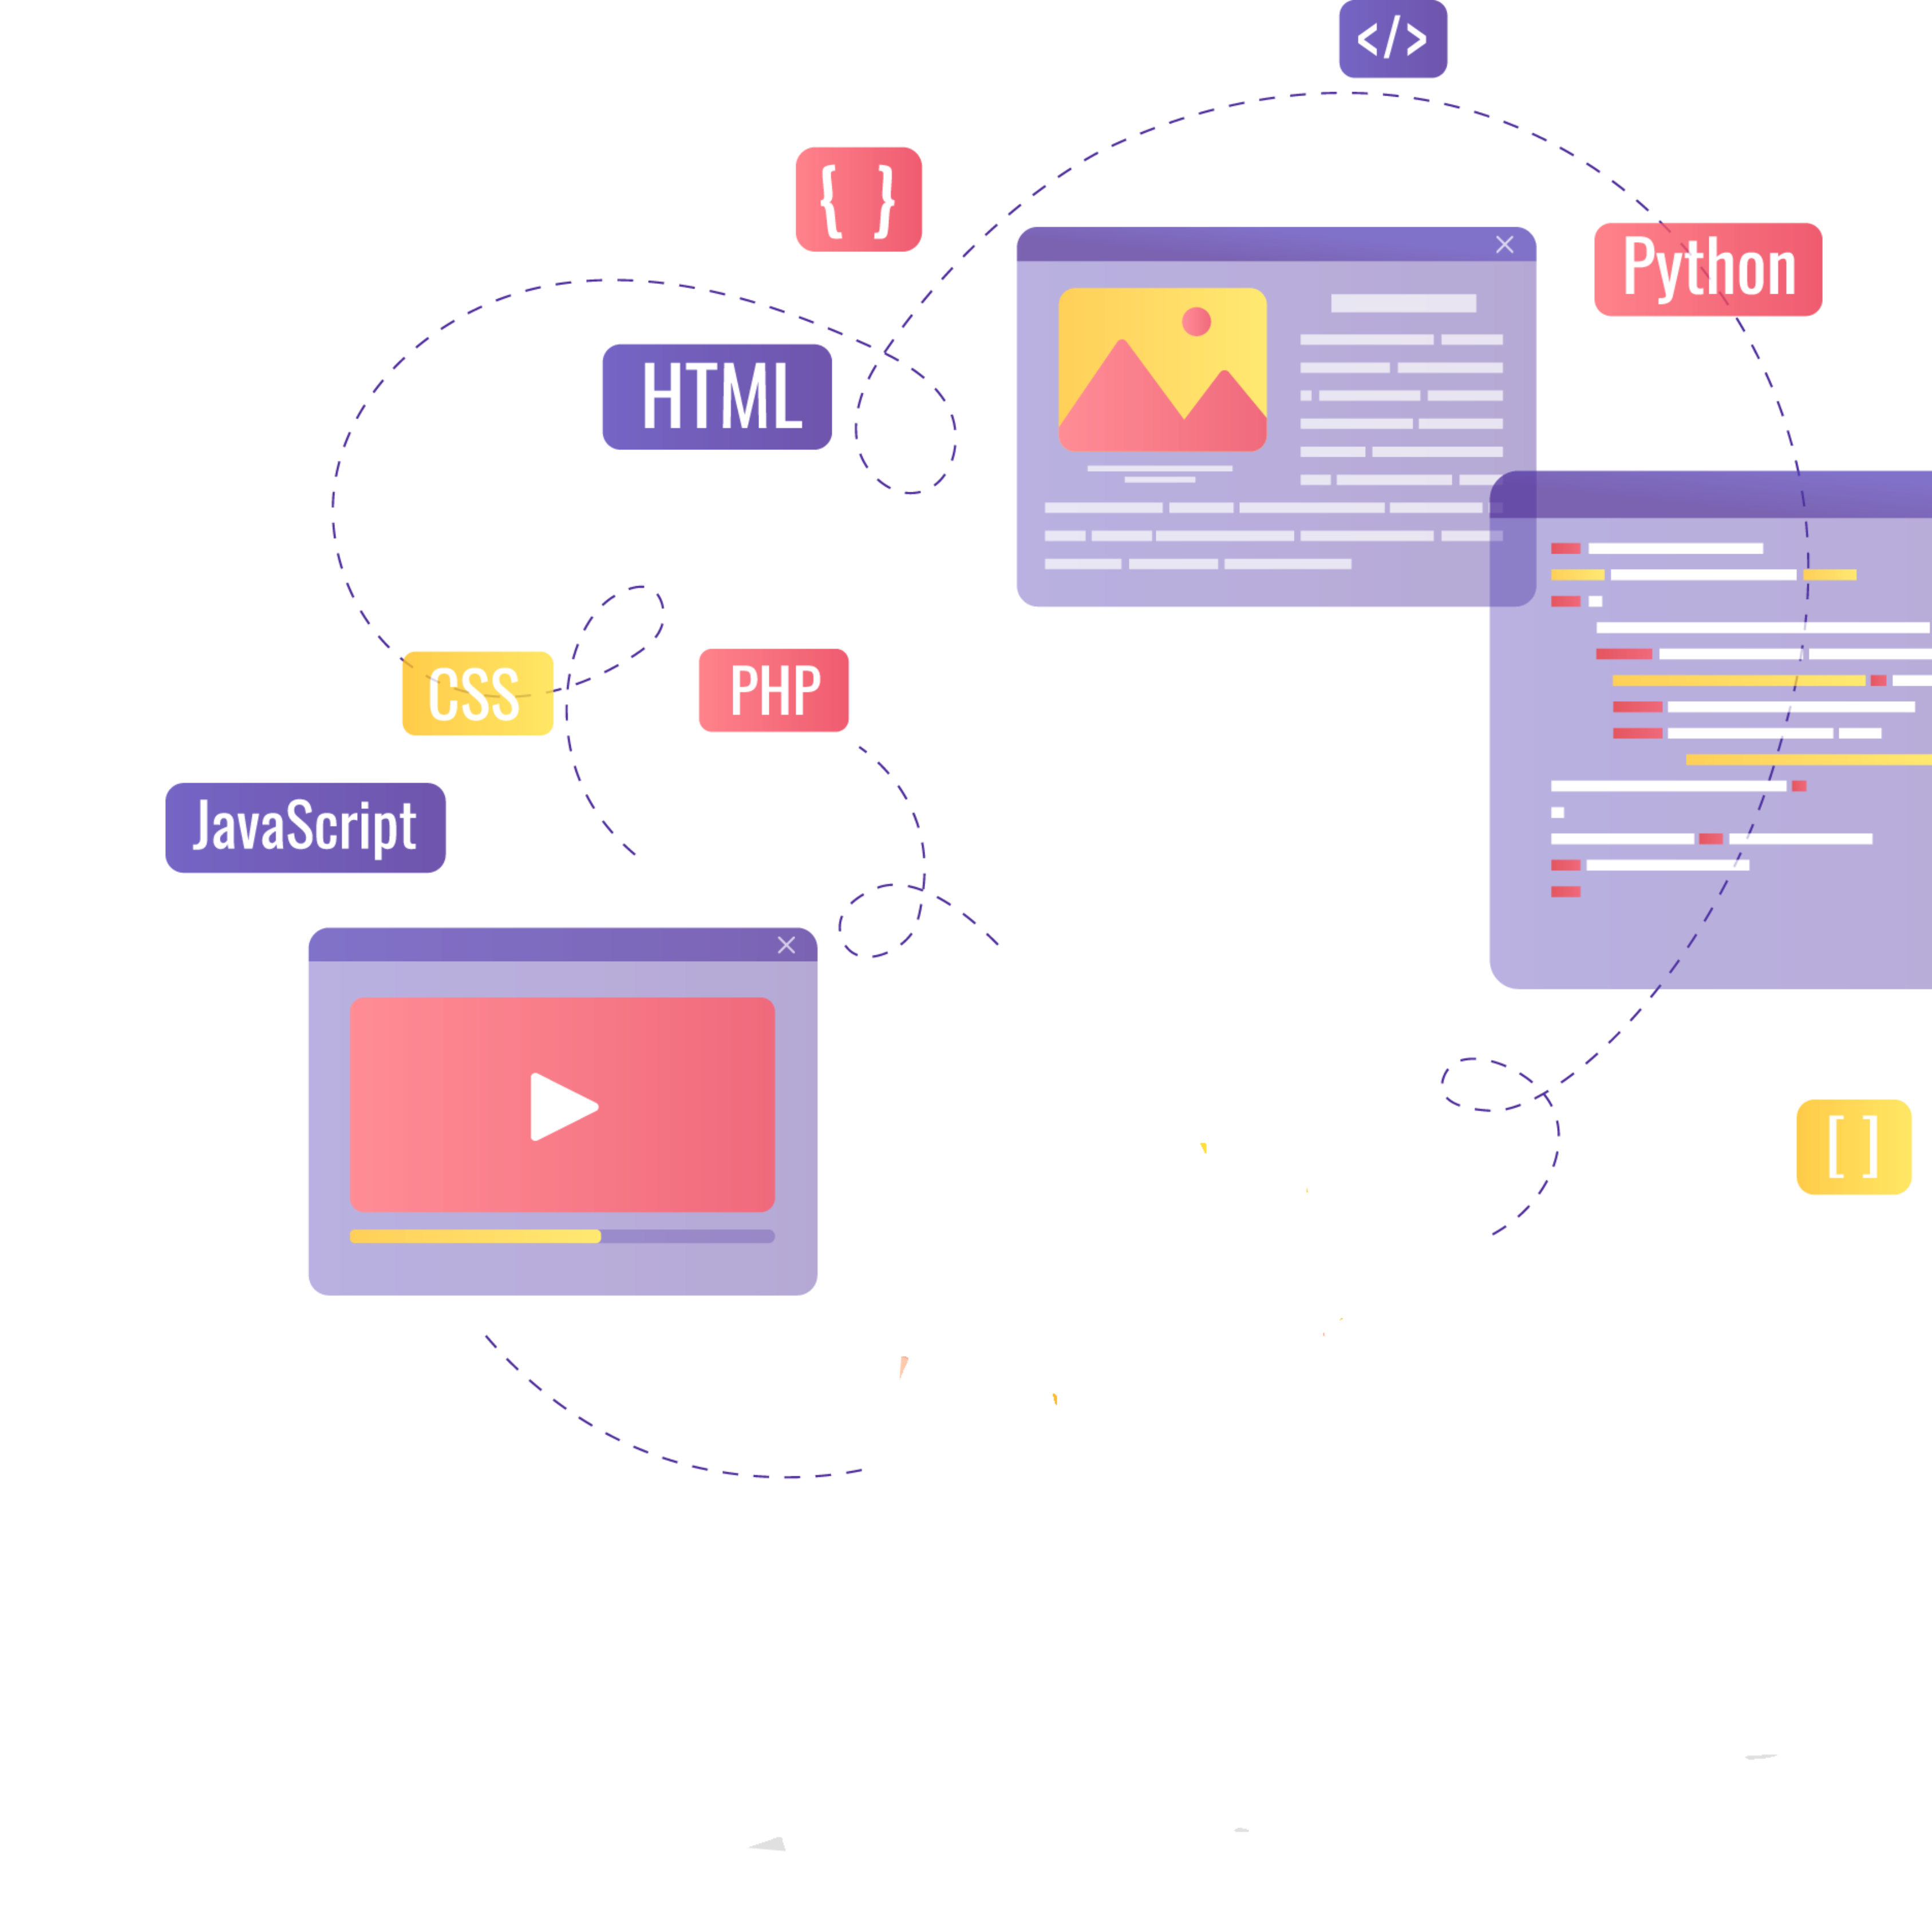 </>
{ }
Python
HTML
CSS
PHP
JavaScript
[ ]